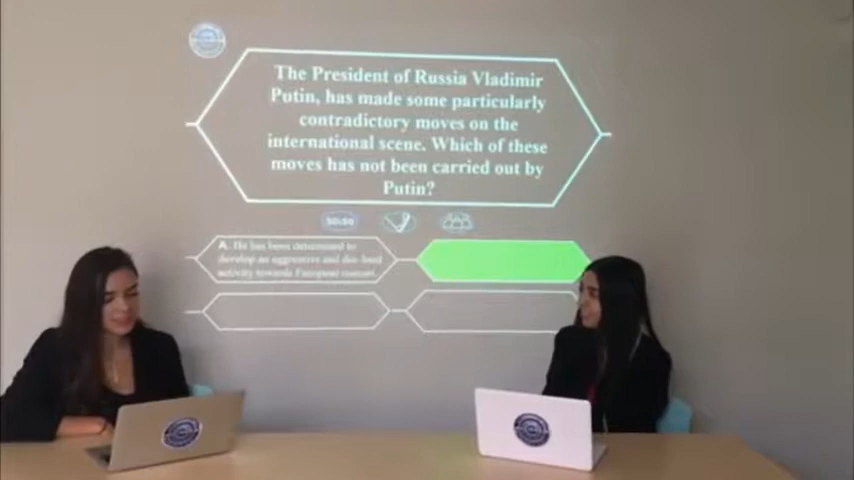 The President of Russia Vladimir
Putin, has made some particularly
contradictory moves on the
international scene. Which of these
moves has not been carried out by
Putin?
50:50
A. He has been determined to
develop an aggressive and
activity towards European